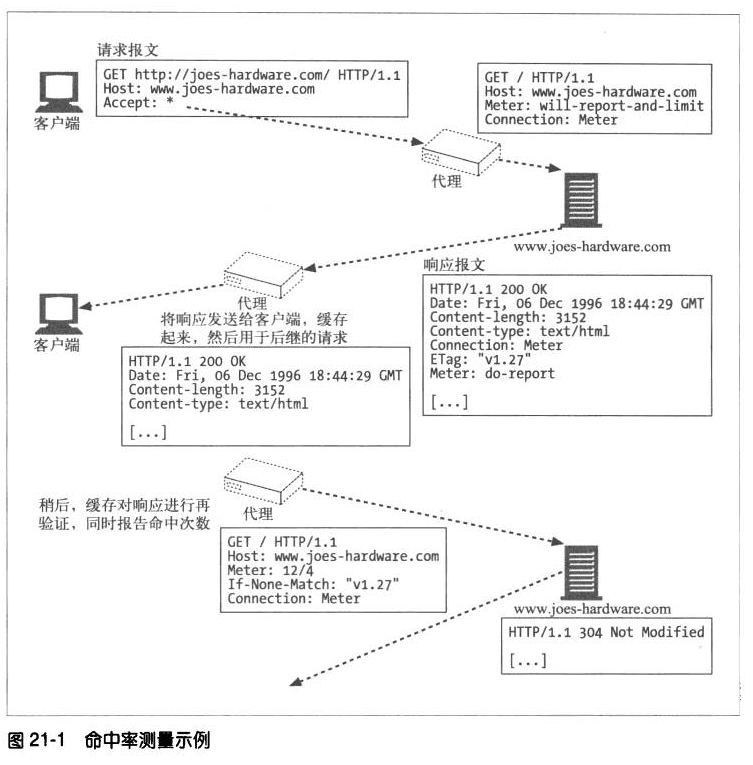 请求报文
GET http://joes-hardware.com/ HTTP/1.1
Host: www.joes-hardware.com
Accept: *
客户端
GET / HTTP/1.1
Host: www.joes-hardware.com
Meter: will-report-and-limit
Connection: Meter
代理
www.joes-hardware.com
响应报文
HTTP/1.1 200 OK
Date: Fri, 06 Dec 1996 18:44:29 GMT
Content-length: 3152
Content-type: text/html
Connection: Meter
ETag: "v1.27"
Meter: do-report
[...]
代理
将响应发送给客户端，缓存
起来，然后用于后继的请求
客户端
HTTP/1.1 200 OK
Date: Fri, 06 Dec 1996 18:44:29 GMT
Content-length: 3152
Content-type: text/html
[...]
稍后，缓存对响应进行再
验证，同时报告命中次数
代理
GET / HTTP/1.1
Host: www.joes-hardware.com
Meter: 12/4
If-None-Match: "v1.27"
Connection: Meter
www.joes-hardware.com
HTTP/1.1 304 Not Modified
[...]
图 21-1 命中率测量示例